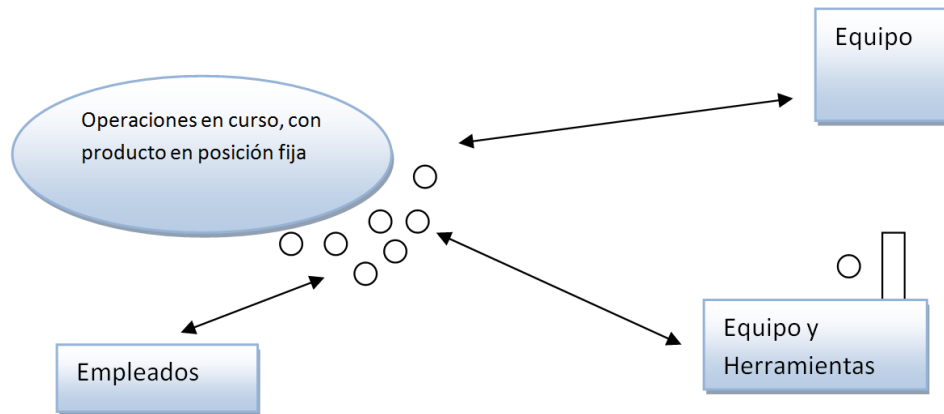 Equipo
Operaciones en curso, con
producto en posición fija
Equipo y
Herramientas
Empleados